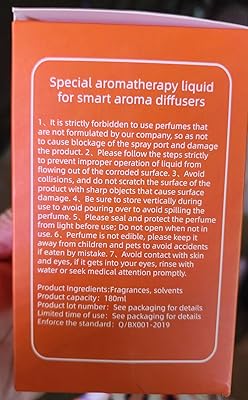 Special aromatherapy liquid
for smart aroma diffusers
1、It is strictly forbidden to use perfumes that
are not formulated by our company, so as not
to cause blockage of the spray port and damage
the product. 2、Please follow the steps strictly
to prevent improper operation of liquid from
flowing out of the corroded surface. 3、Avoid
collisions, and do not scratch the surface of the
product with sharp objects that cause surface
damage. 4、Be sure to store vertically during
use to avoid pouring over to avoid spilling the
perfume. 5、Please seal and protect the perfume
from light before use; Do not open when not in
use. 6、Perfume is not edible, please keep it
away from children and pets to avoid accidents
if eaten by mistake. 7、Avoid contact with skin
and eyes, if it gets into your eyes, rinse with
water or seek medical attention promptly.
Product Ingredients:Fragrances, solvents
Product capacity: 180ml
Product lot number: See packaging for details
Limited time of use: See packaging for details
Enforce the standard: Q/BX001-2019